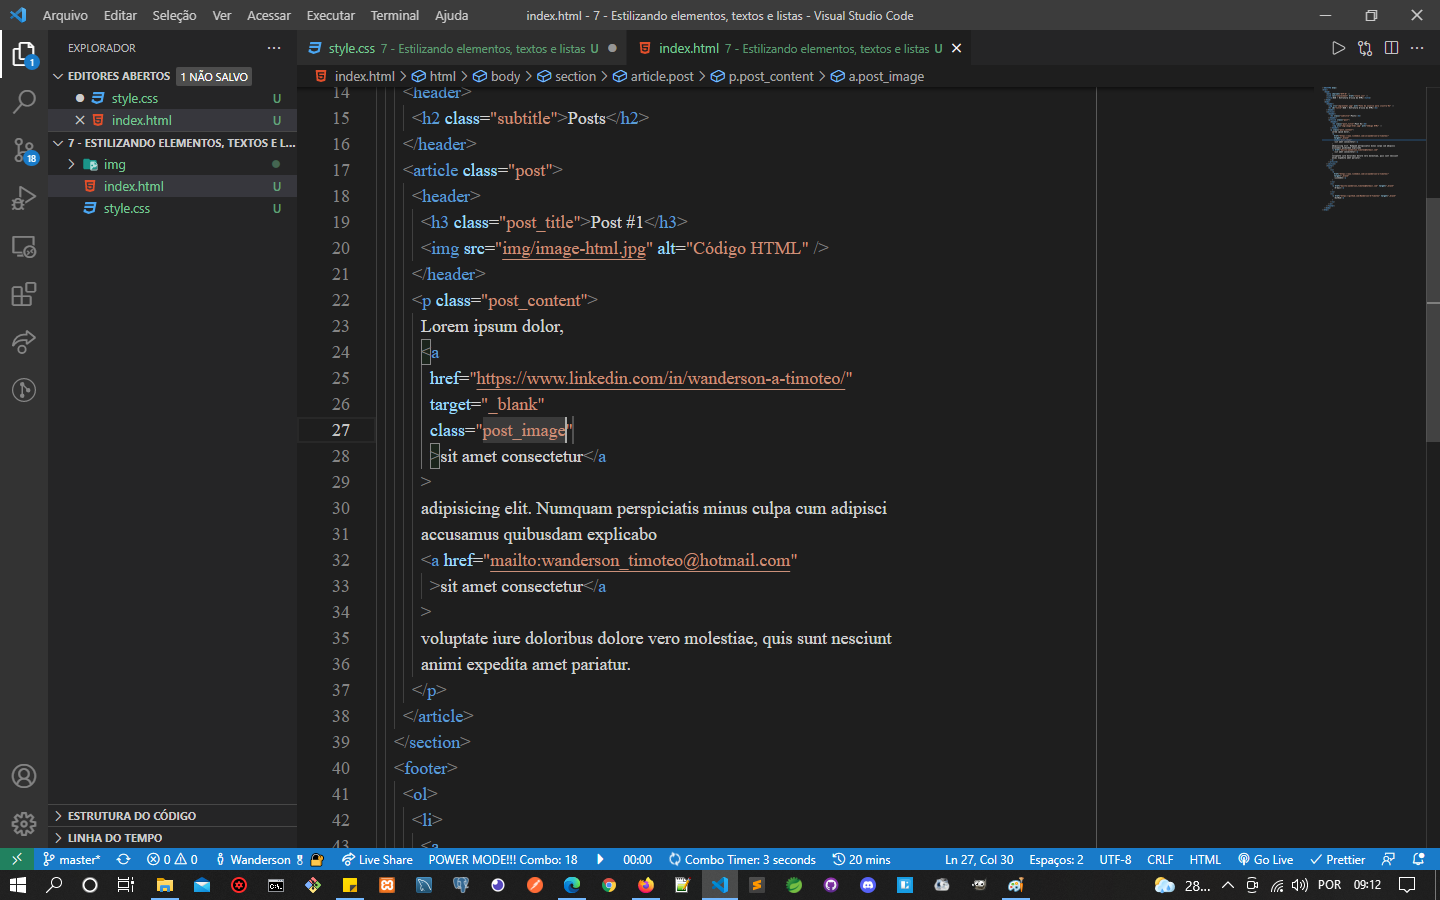 Arquivo Editar Seleção Ver Acessar Executar Terminal Ajuda index.html - 7 - Estilizando elementos, textos e listas - Visual Studio Code
EXPLORADOR
EDITORES ABERTOS 1 NÃO SALVO
style.css U
index.html U
7 - ESTILIZANDO ELEMENTOS, TEXTOS E L...
img
index.html U
style.css U
ESTRUTURA DO CÓDIGO
LINHA DO TEMPO
1
18
style.css 7 - Estilizando elementos, textos e listas U
index.html 7 - Estilizando elementos, textos e listas U
index.html > html > body > section > article.post > p.post_content > a.post_image
14 <header>
15 <h2 class="subtitle">Posts</h2>
16 </header>
17 <article class="post">
18 <header>
19 <h3 class="post_title">Post #1</h3>
20 <img src="img/image-html.jpg" alt="Código HTML" />
21 </header>
22 <p class="post_content">
23 Lorem ipsum dolor,
24 <a
25 href="https://www.linkedin.com/in/wanderson-a-timoteo/"
26 target="_blank"
27 class="post_image"
28 >sit amet consectetur</a
29 >
30 adipisicing elit. Numquam perspiciatis minus culpa cum adipisci
31 accusamus quibusdam explicabo
32 <a href="mailto:wanderson_timoteo@hotmail.com"
33 >sit amet consectetur</a
34 >
35 voluptate iure doloribus dolore vero molestiae, quis sunt nesciunt
36 animi expedita amet pariatur.
37 </p>
38 </article>
39 </section>
40 <footer>
41 <ol>
42 <li>
43 <a
master* 0 0 Wanderson Live Share POWER MODE!!! Combo: 18 00:00 Combo Timer: 3 seconds 20 mins Ln 27, Col 30 Espaços: 2 UTF-8 CRLF HTML Go Live Prettier
28... POR 09:12